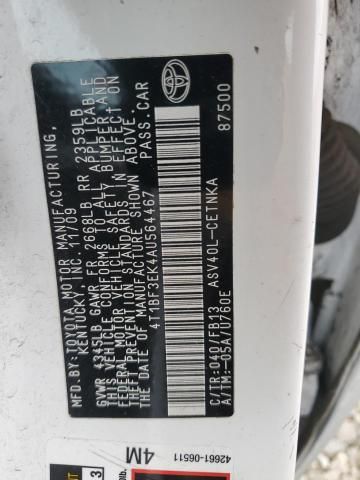 MFD.BY: TOYOTA MOTOR MANUFACTURING,
KENTUCKY, INC. 11/09
GVWR 4345LB GAWR FR 2668LB RR 2359LB
THIS VEHICLE CONFORMS TO ALL APPLICABLE
FEDERAL MOTOR VEHICLE SAFETY, BUMPER, AND
THEFT PREVENTION STANDARDS IN EFFECT ON
THE DATE OF MANUFACTURE SHOWN ABOVE.
4T1BF3EK4AU564467 PASS.CAR
C/TR:040/FB13 ASV40L-CETNKA
A/TM:-05A/U760E 87500
42661-06511
4M
3